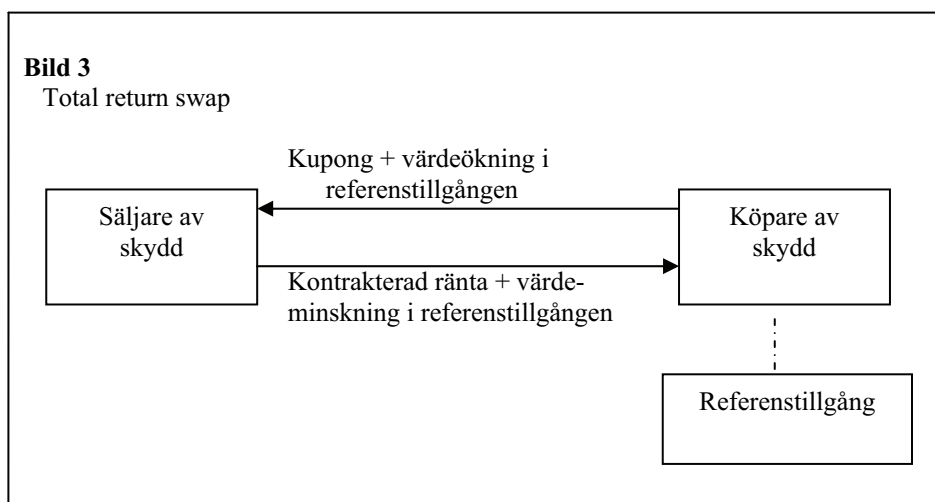 Bild 3
Total return swap
Kupong + värdeökning i
referenstillgången
Säljare av
skydd
Köpare av
skydd
Kontrakterad ränta + värde-
minskning i referenstillgången
Referenstillgång